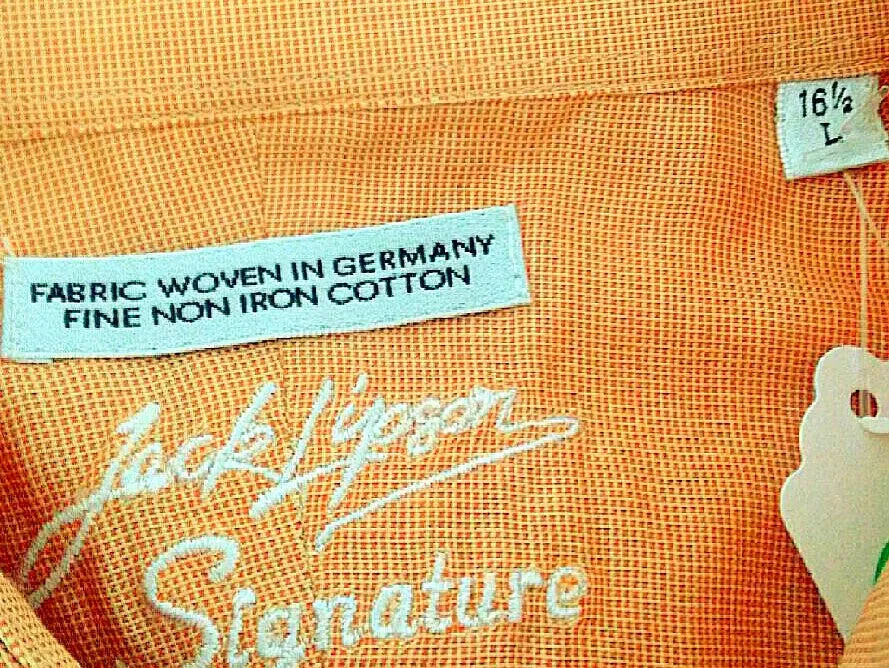 16½
L
FABRIC WOVEN IN GERMANY
FINE NON IRON COTTON
Jack Lipson
Signature